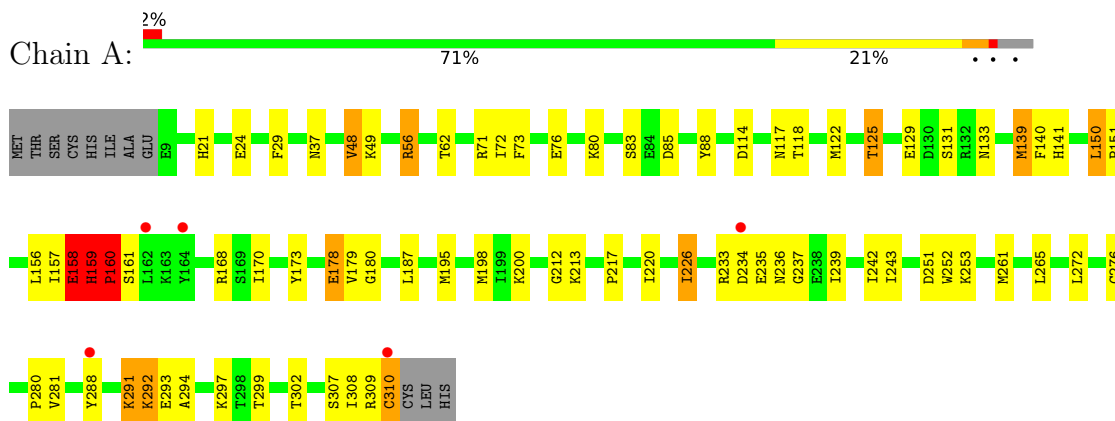 2%
Chain A:
71% 21% • • •
MET THR SER CYS HIS ILE ALA GLU E9 H21 E24 F29 N37 V48 K49 R56 T62 R71 I72 F73 E76 K80 S83 E84 D85 Y88 D114 N117 T118 M122 T125 E129 D130 S131 R132 N133 M139 F140 H141 L150
L156 I157 E158 H159 P160 S161 L162 K163 Y164 R168 S169 I170 Y173 E178 V179 G180 L187 M195 M198 I199 K200 G212 K213 P217 I220 I226 R233 D234 E235 N236 G237 E238 I239 I242 I243 D251 W252 K253 M261 L265 L272
P280 V281 Y288 K291 K292 E293 A294 K297 T298 T299 T302 S307 I308 R309 C310 CYS LEU HIS